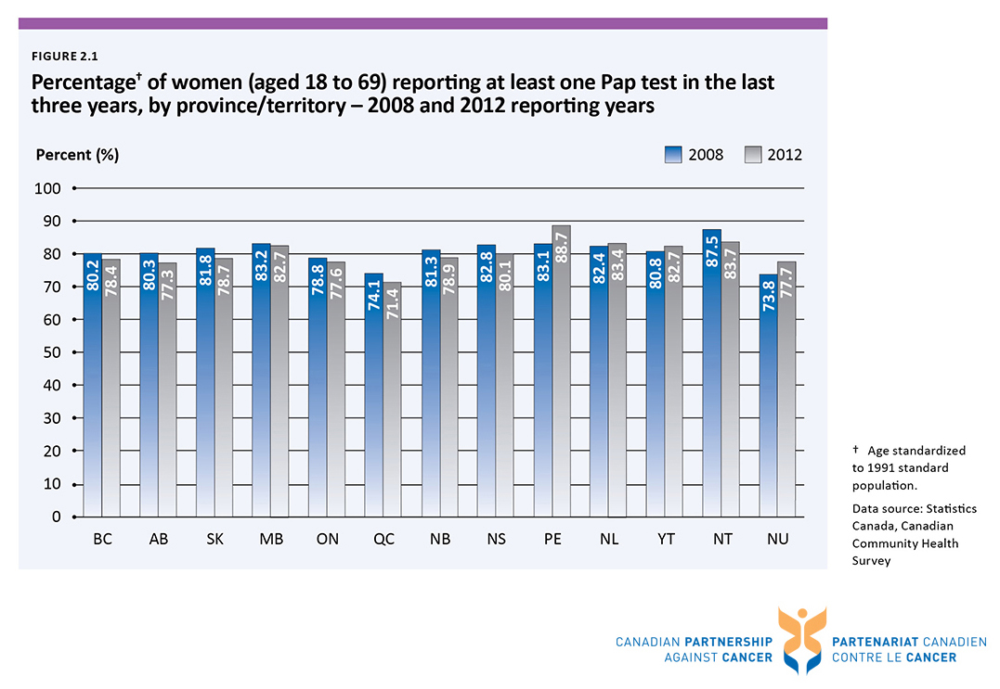 FIGURE 2.1
Percentage† of women (aged 18 to 69) reporting at least one Pap test in the last
three years, by province/territory – 2008 and 2012 reporting years
Percent (%)
2008
2012
100
90
80
70
60
50
40
30
20
10
0
80.2
78.4
80.3
77.3
81.8
78.7
83.2
82.7
78.8
77.6
74.1
71.4
81.3
78.9
82.8
80.1
83.1
88.7
82.4
83.4
80.8
82.7
87.5
83.7
73.8
77.7
BC AB SK MB ON QC NB NS PE NL YT NT NU
† Age standardized
to 1991 standard
population.
Data source: Statistics
Canada, Canadian
Community Health
Survey
CANADIAN PARTNERSHIP
AGAINST CANCER
PARTENARIAT CANADIEN
CONTRE LE CANCER